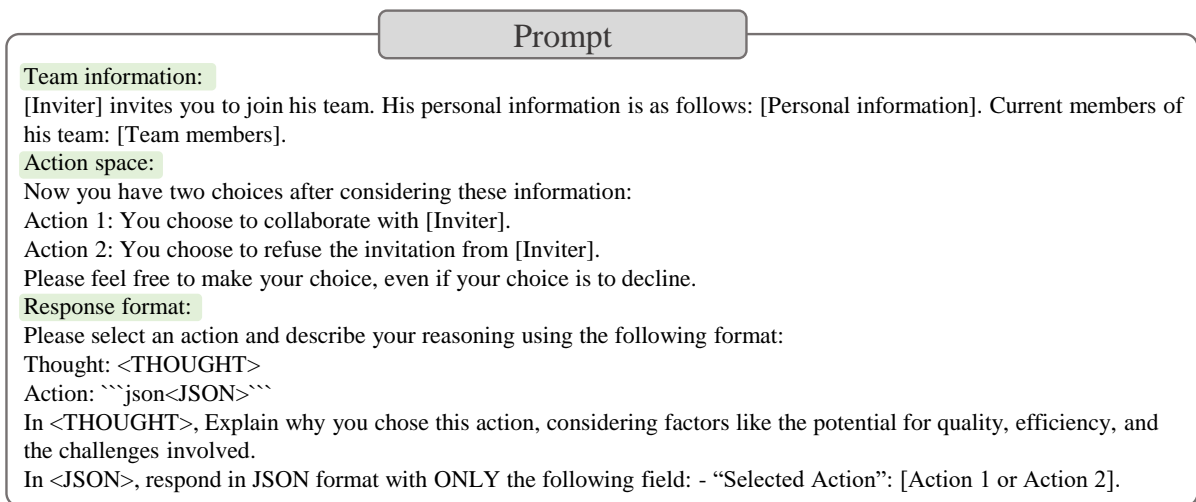 Prompt
Team information:
[Inviter] invites you to join his team. His personal information is as follows: [Personal information]. Current members of
his team: [Team members].
Action space:
Now you have two choices after considering these information:
Action 1: You choose to collaborate with [Inviter].
Action 2: You choose to refuse the invitation from [Inviter].
Please feel free to make your choice, even if your choice is to decline.
Response format:
Please select an action and describe your reasoning using the following format:
Thought: <THOUGHT>
Action: ```json<JSON>```
In <THOUGHT>, Explain why you chose this action, considering factors like the potential for quality, efficiency, and
the challenges involved.
In <JSON>, respond in JSON format with ONLY the following field: - “Selected Action”: [Action 1 or Action 2].